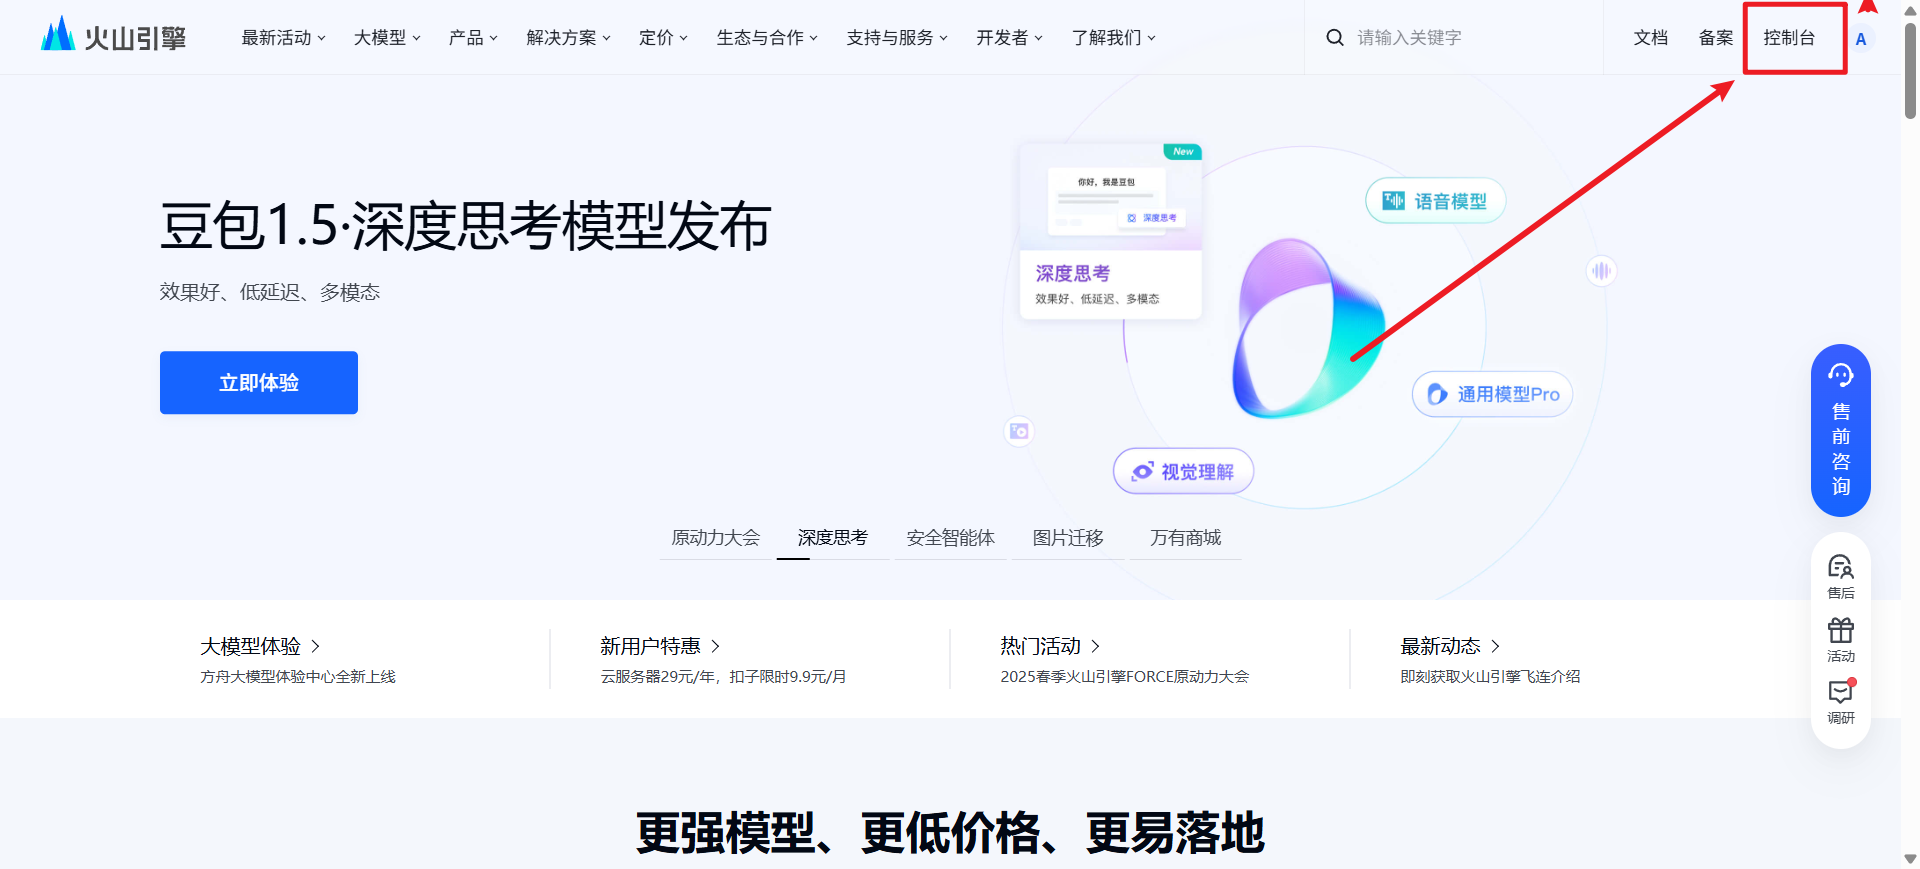 火山引擎
最新活动
大模型
产品
解决方案
定价
生态与合作
支持与服务
开发者
了解我们
请输入关键字
文档
备案
控制台
A
豆包1.5·深度思考模型发布
效果好、低延迟、多模态
立即体验
New
你好，我是豆包
深度思考
深度思考
效果好、低延迟、多模态
语音模型
通用模型Pro
视觉理解
原动力大会
深度思考
安全智能体
图片迁移
万有商城
大模型体验
方舟大模型体验中心全新上线
新用户特惠
云服务器29元/年，扣子限时9.9元/月
热门活动
2025春季火山引擎FORCE原动力大会
最新动态
即刻获取火山引擎飞连介绍
售前咨询
售后
活动
调研
更强模型、更低价格、更易落地